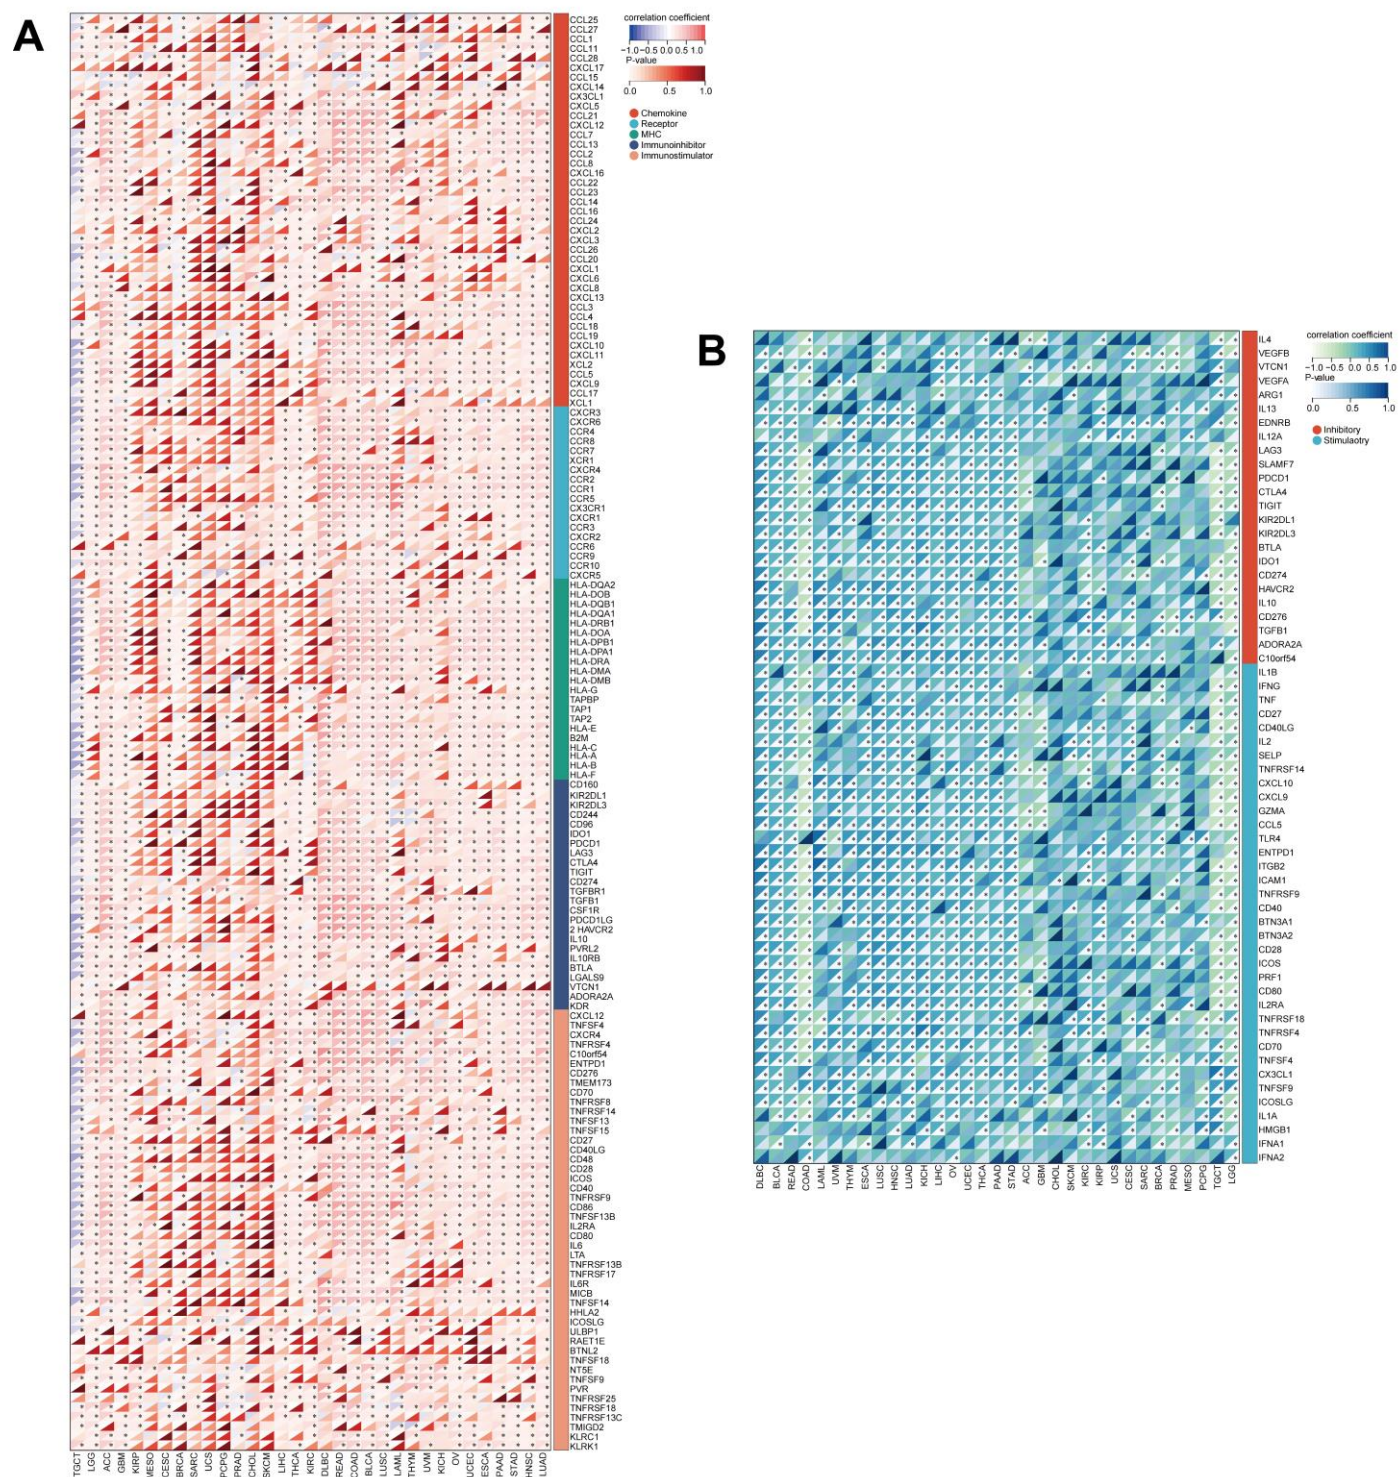 A
CCL25
CCL27
CCL1
CCL11
CCL28
CXCL17
CCL15
CXCL14
CX3CL1
CXCL5
CCL21
CXCL12
CCL7
CCL13
CCL2
CCL8
CXCL16
CCL22
CCL23
CCL14
CCL16
CCL24
CXCL2
CXCL3
CCL26
CCL20
CXCL1
CXCL6
CXCL8
CXCL13
CCL3
CCL4
CCL18
CCL19
CXCL10
CXCL11
XCL2
CCL5
CXCL9
CCL17
XCL1
CXCR3
CXCR6
CCR4
CCR8
CCR7
XCR1
CXCR4
CCR2
CCR1
CCR5
CX3CR1
CXCR1
CCR3
CXCR2
CCR6
CCR9
CCR10
CXCR5
HLA-DQA2
HLA-DOB
HLA-DQB1
HLA-DQA1
HLA-DRB1
HLA-DOA
HLA-DPB1
HLA-DPA1
HLA-DRA
HLA-DMA
HLA-DMB
HLA-G
TAPBP
TAP1
TAP2
HLA-E
B2M
HLA-C
HLA-A
HLA-B
HLA-F
CD160
KIR2DL1
KIR2DL3
CD244
CD96
IDO1
PDCD1
LAG3
CTLA4
TIGIT
CD274
TGFBR1
TGFB1
CSF1R
PDCD1LG
2 HAVCR2
IL10
PVRL2
IL10RB
BTLA
LGALS9
VTCN1
ADORA2A
KDR
CXCL12
TNFSF4
CXCR4
TNFRSF4
C10orf54
ENTPD1
CD276
TMEM173
CD70
TNFRSF8
TNFRSF14
TNFSF13
TNFSF15
CD27
CD40LG
CD48
CD28
ICOS
CD40
TNFRSF9
CD86
TNFSF13B
IL2RA
CD80
IL6
LTA
TNFRSF13B
TNFRSF17
IL6R
MICB
TNFSF14
HHLA2
ICOSLG
ULBP1
RAET1E
BTNL2
TNFSF18
NT5E
TNFSF9
PVR
TNFRSF25
TNFRSF18
TNFRSF13C
TMIGD2
KLRC1
KLRK1
TGCT LGG ACC GBM KIRP MESO CESC BRCA SARC UCS PCPG PRAD CHOL SKCM LIHC THCA KIRC DLBC READ COAD BLCA LUSC LAML THYM UVM KICH OV UCEC ESCA PAAD STAD HNSC LUAD
correlation coefficient
−1.0 −0.5 0.0 0.5 1.0
P-value
0.0 0.5 1.0
Chemokine
Receptor
MHC
Immunoinhibitor
Immunostimulator
B
IL4
VEGFB
VTCN1
VEGFA
ARG1
IL13
EDNRB
IL12A
LAG3
SLAMF7
PDCD1
CTLA4
TIGIT
KIR2DL1
KIR2DL3
BTLA
IDO1
CD274
HAVCR2
IL10
CD276
TGFB1
ADORA2A
C10orf54
IL1B
IFNG
TNF
CD27
CD40LG
IL2
SELP
TNFRSF14
CXCL10
CXCL9
GZMA
CCL5
TLR4
ENTPD1
ITGB2
ICAM1
TNFRSF9
CD40
BTN3A1
BTN3A2
CD28
ICOS
PRF1
CD80
IL2RA
TNFRSF18
TNFRSF4
CD70
TNFSF4
CX3CL1
TNFSF9
ICOSLG
IL1A
HMGB1
IFNA1
IFNA2
DLBC BLCA READ COAD LAML UVM THYM ESCA LUSC HNSC LUAD KICH LIHC OV UCEC THCA PAAD STAD ACC GBM CHOL SKCM KIRC KIRP UCS CESC SARC BRCA PRAD MESO PCPG TGCT LGG
correlation coefficient
−1.0 −0.5 0.0 0.5 1.0
P-value
0.0 0.5 1.0
Inhibitory
Stimulaotry